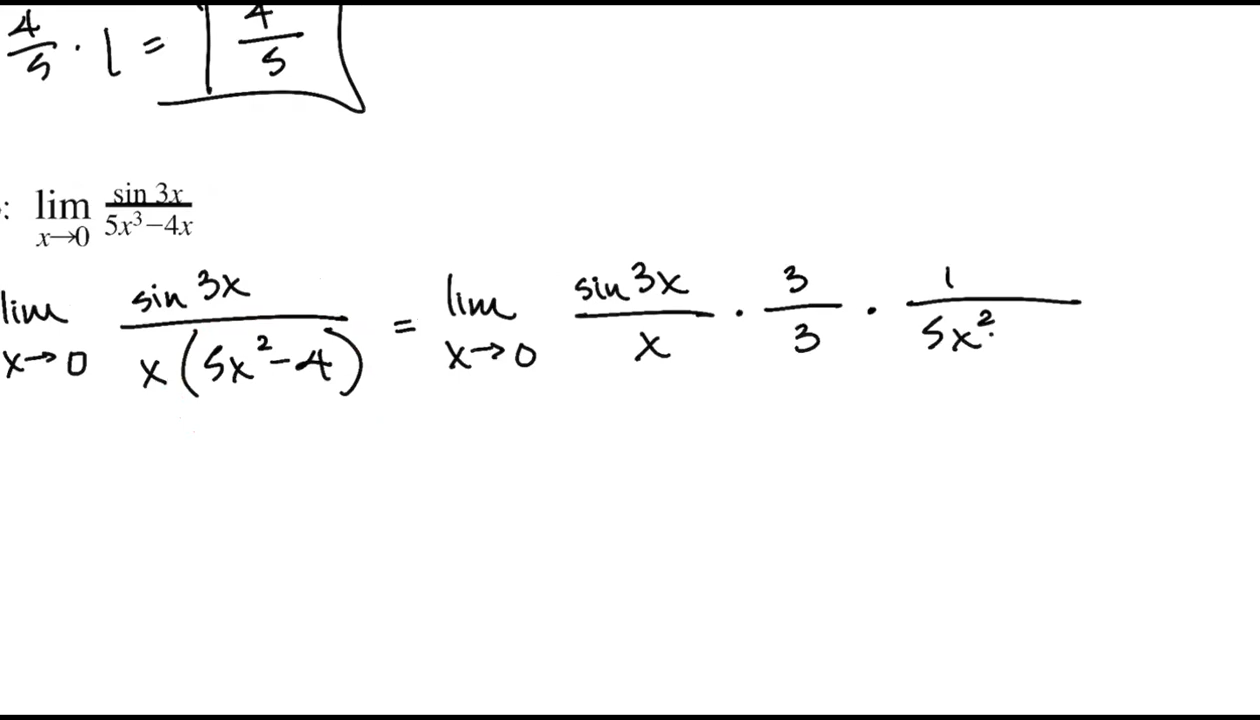 4/5 · 1 = 4/5
: lim x→0 sin 3x / 5x³−4x
lim x→0 sin 3x / x(5x²−4) = lim x→0 sin 3x / x · 3/3 · 1 / 5x²